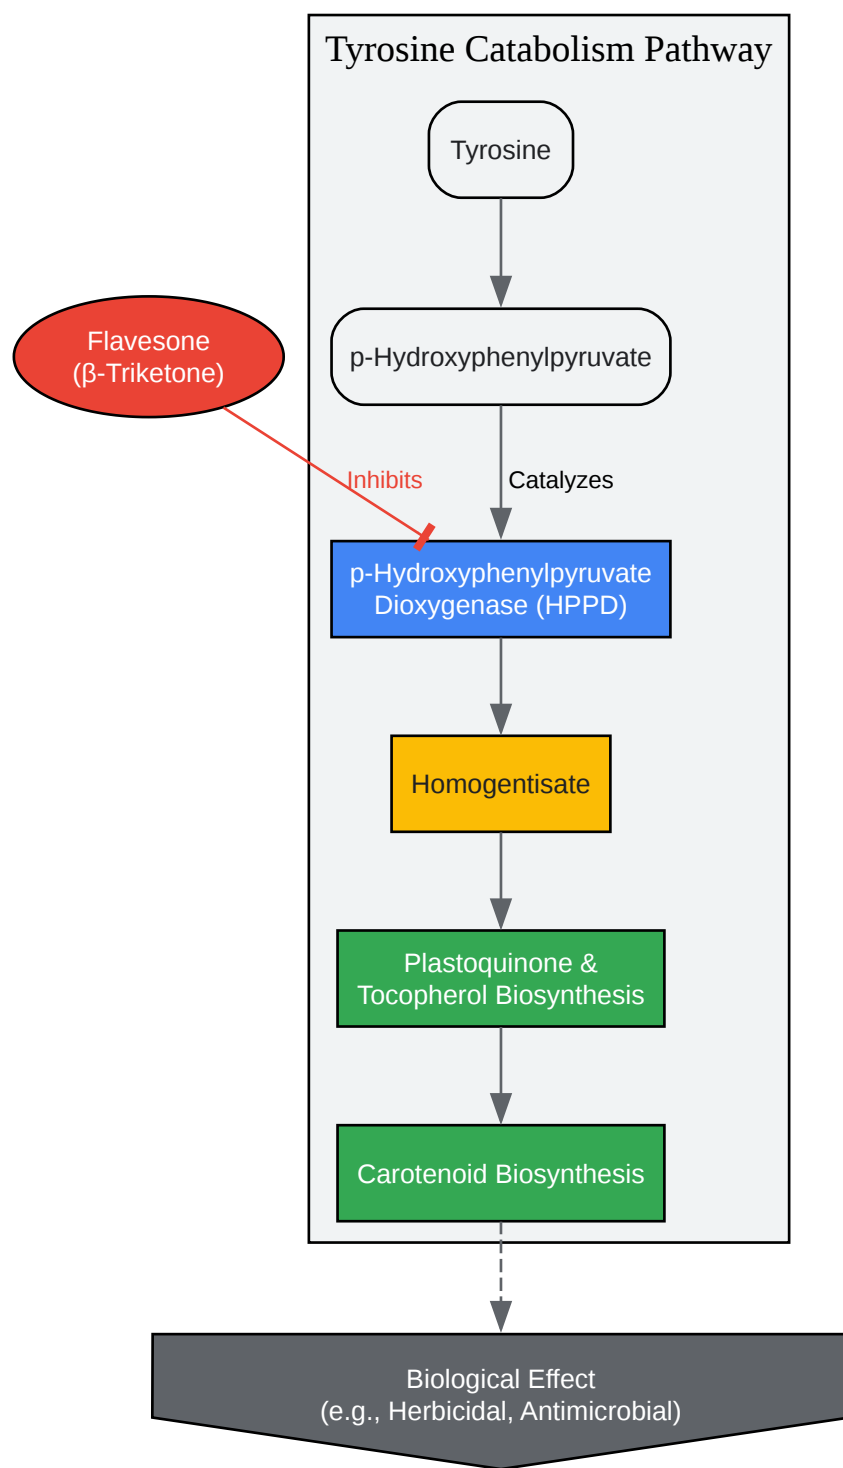 Tyrosine Catabolism Pathway
Tyrosine
p-Hydroxyphenylpyruvate
Flavesone
(β-Triketone)
Inhibits
Catalyzes
p-Hydroxyphenylpyruvate
Dioxygenase (HPPD)
Homogentisate
Plastoquinone &
Tocopherol Biosynthesis
Carotenoid Biosynthesis
Biological Effect
(e.g., Herbicidal, Antimicrobial)